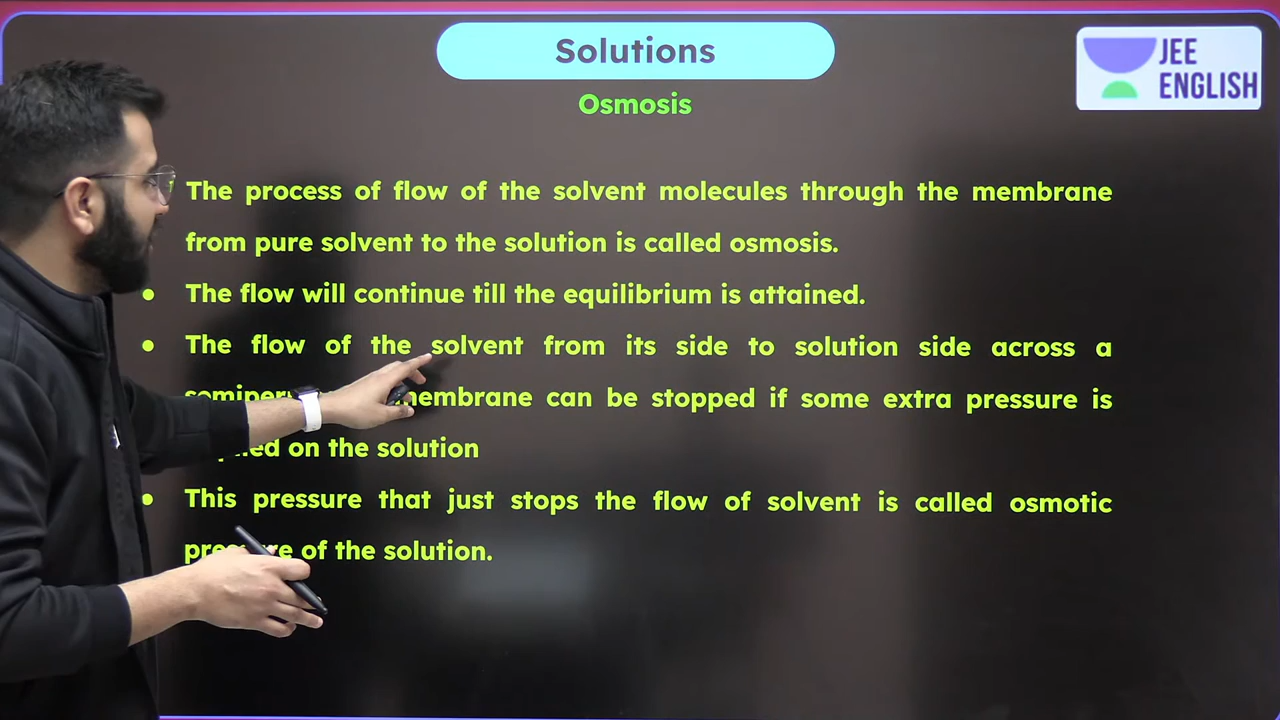 Solutions
JEE
ENGLISH
Osmosis
The process of flow of the solvent molecules through the membrane
from pure solvent to the solution is called osmosis.
• The flow will continue till the equilibrium is attained.
• The flow of the solvent from its side to solution side across a
membrane can be stopped if some extra pressure is
on the solution
• This pressure that just stops the flow of solvent is called osmotic
of the solution.